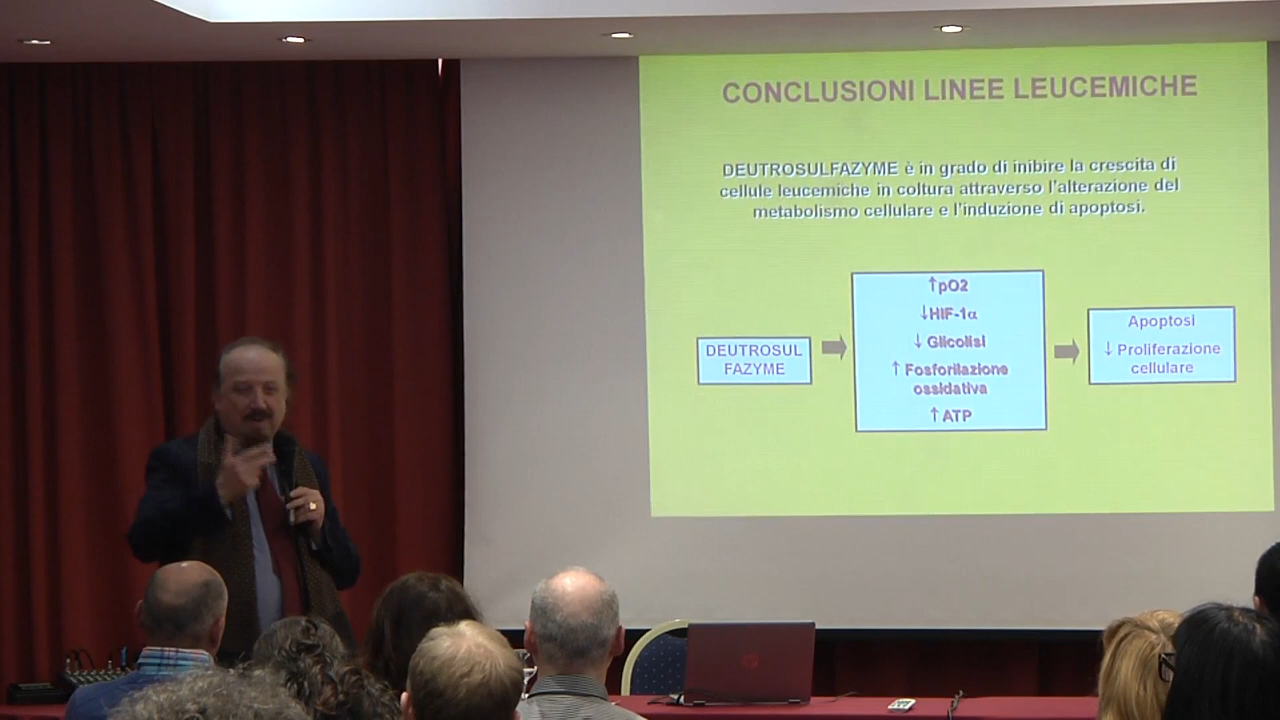 CONCLUSIONI LINEE LEUCEMICHE
DEUTROSULFAZYME è in grado di inibire la crescita di
cellule leucemiche in coltura attraverso l'alterazione del
metabolismo cellulare e l'induzione di apoptosi.
DEUTROSUL
FAZYME
↑pO2
↓HIF-1α
↓ Glicolisi
↑ Fosforilazione
ossidativa
↑ ATP
Apoptosi
↓ Proliferazione
cellulare